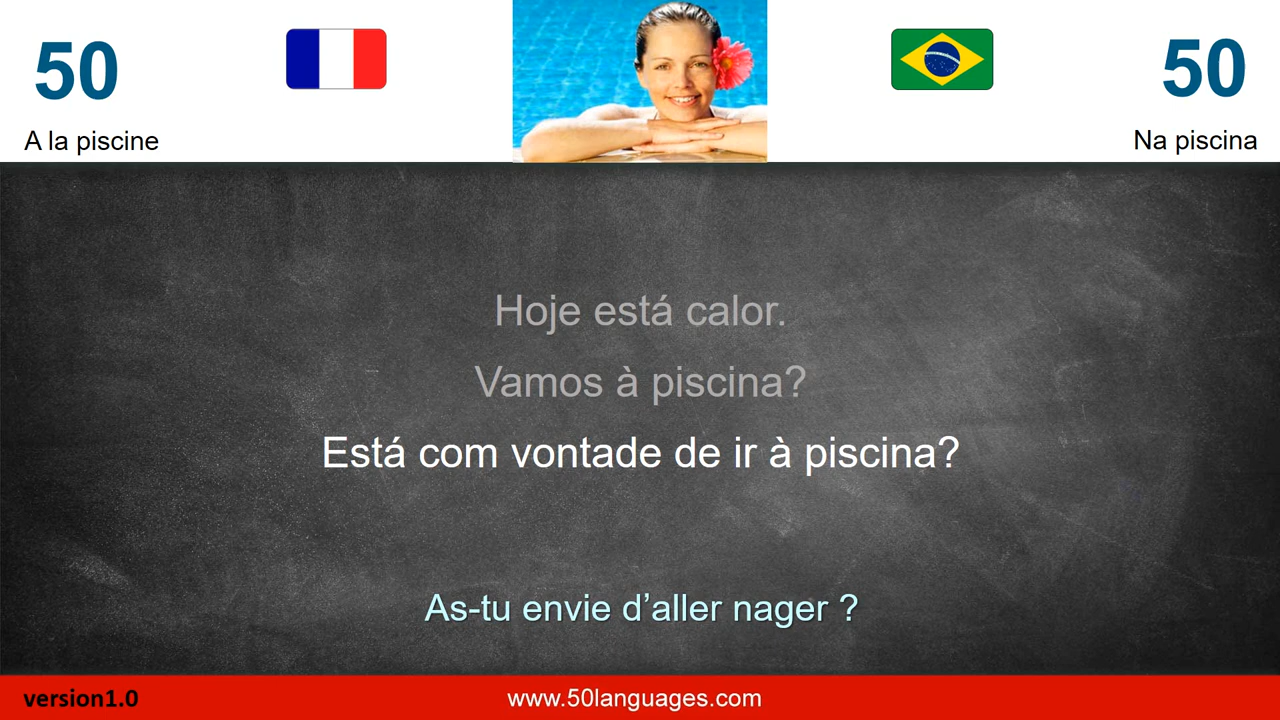 50
A la piscine
50
Na piscina
Hoje está calor.
Vamos à piscina?
Está com vontade de ir à piscina?
As-tu envie d’aller nager ?
version1.0
www.50languages.com